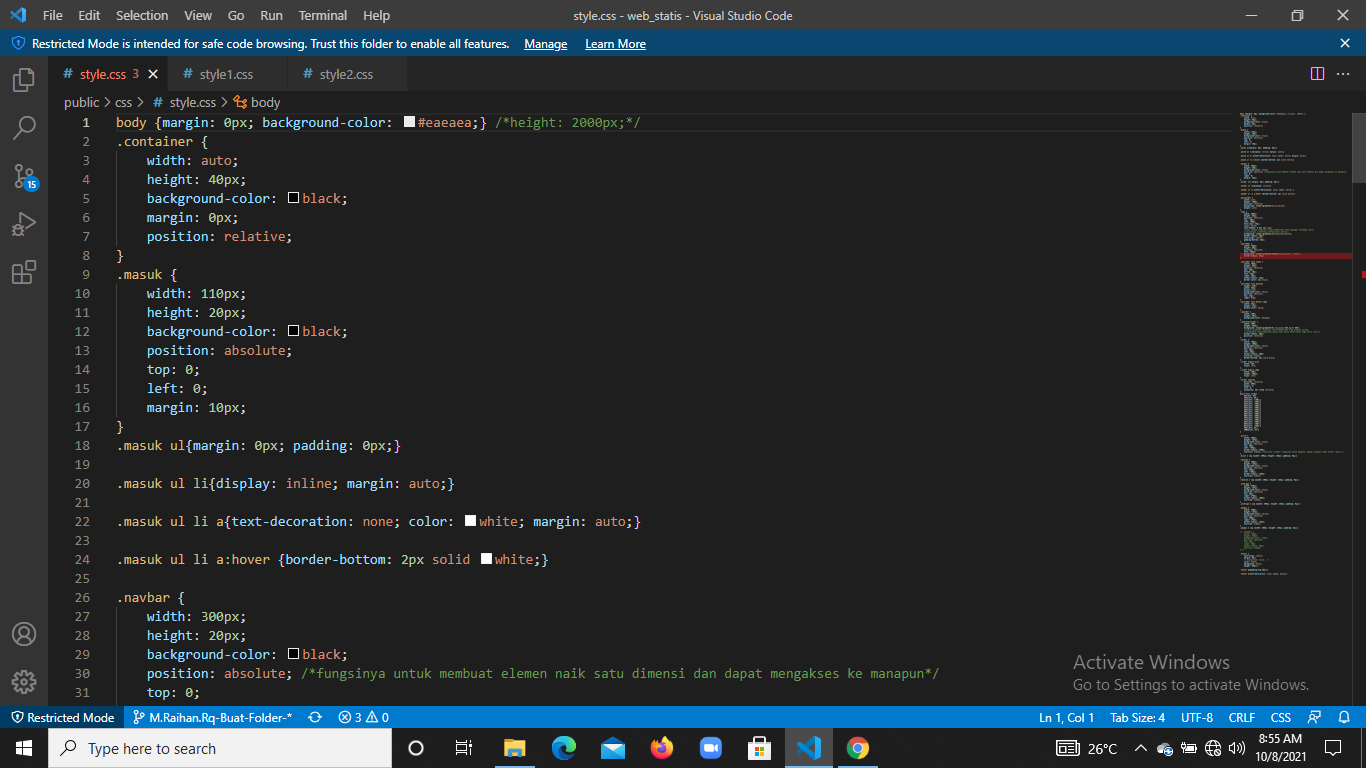 File Edit Selection View Go Run Terminal Help style.css - web_statis - Visual Studio Code
Restricted Mode is intended for safe code browsing. Trust this folder to enable all features. Manage Learn More
# style.css 3 # style1.css # style2.css
public > css > # style.css > body
1 body {margin: 0px; background-color: #eaeaea;} /*height: 2000px;*/
2 .container {
3 width: auto;
4 height: 40px;
5 background-color: black;
6 margin: 0px;
7 position: relative;
8 }
9 .masuk {
10 width: 110px;
11 height: 20px;
12 background-color: black;
13 position: absolute;
14 top: 0;
15 left: 0;
16 margin: 10px;
17 }
18 .masuk ul{margin: 0px; padding: 0px;}
19
20 .masuk ul li{display: inline; margin: auto;}
21
22 .masuk ul li a{text-decoration: none; color: white; margin: auto;}
23
24 .masuk ul li a:hover {border-bottom: 2px solid white;}
25
26 .navbar {
27 width: 300px;
28 height: 20px;
29 background-color: black;
30 position: absolute; /*fungsinya untuk membuat elemen naik satu dimensi dan dapat mengakses ke manapun*/
31 top: 0;
15
Activate Windows
Go to Settings to activate Windows.
Restricted Mode M.Raihan.Rq-Buat-Folder-* 3 0 Ln 1, Col 1 Tab Size: 4 UTF-8 CRLF CSS
Type here to search 26°C 8:55 AM
10/8/2021